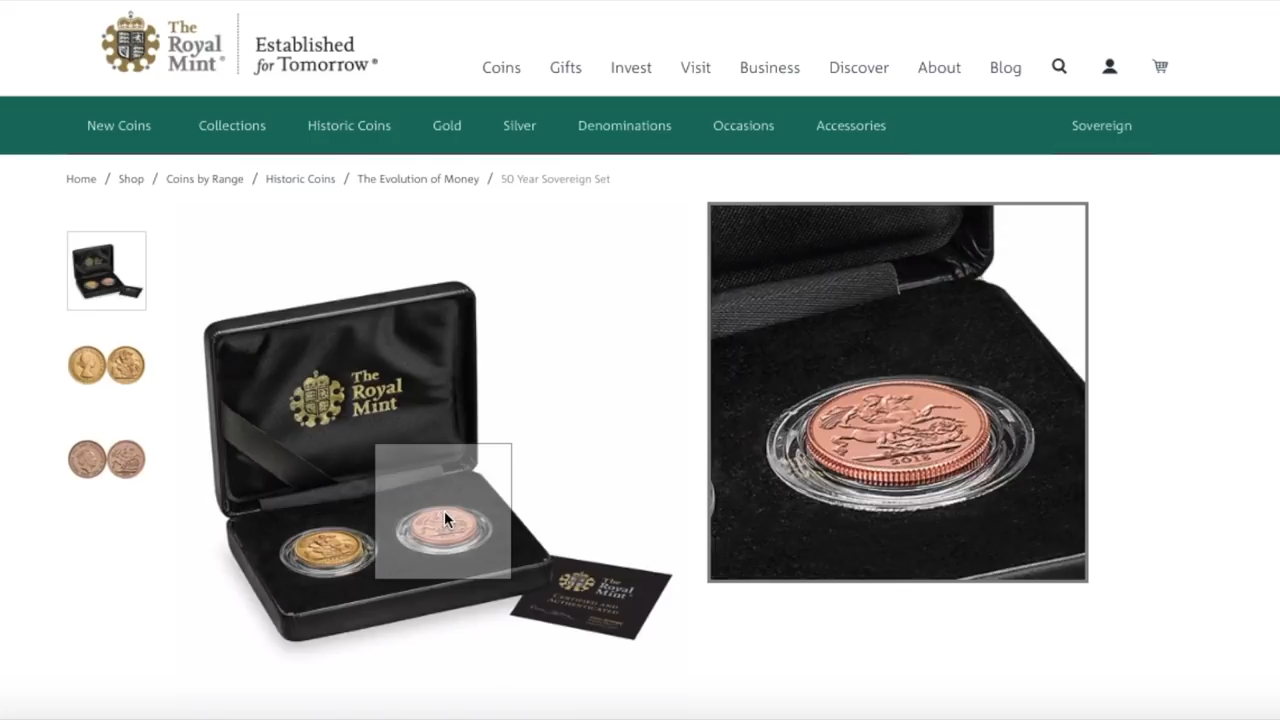 The
Royal
Mint®
Established
for Tomorrow®
Coins Gifts Invest Visit Business Discover About Blog
New Coins Collections Historic Coins Gold Silver Denominations Occasions Accessories Sovereign
Home / Shop / Coins by Range / Historic Coins / The Evolution of Money / 50 Year Sovereign Set
The
Royal
Mint
The
Royal
Mint
CERTIFIED AND
AUTHENTICATED